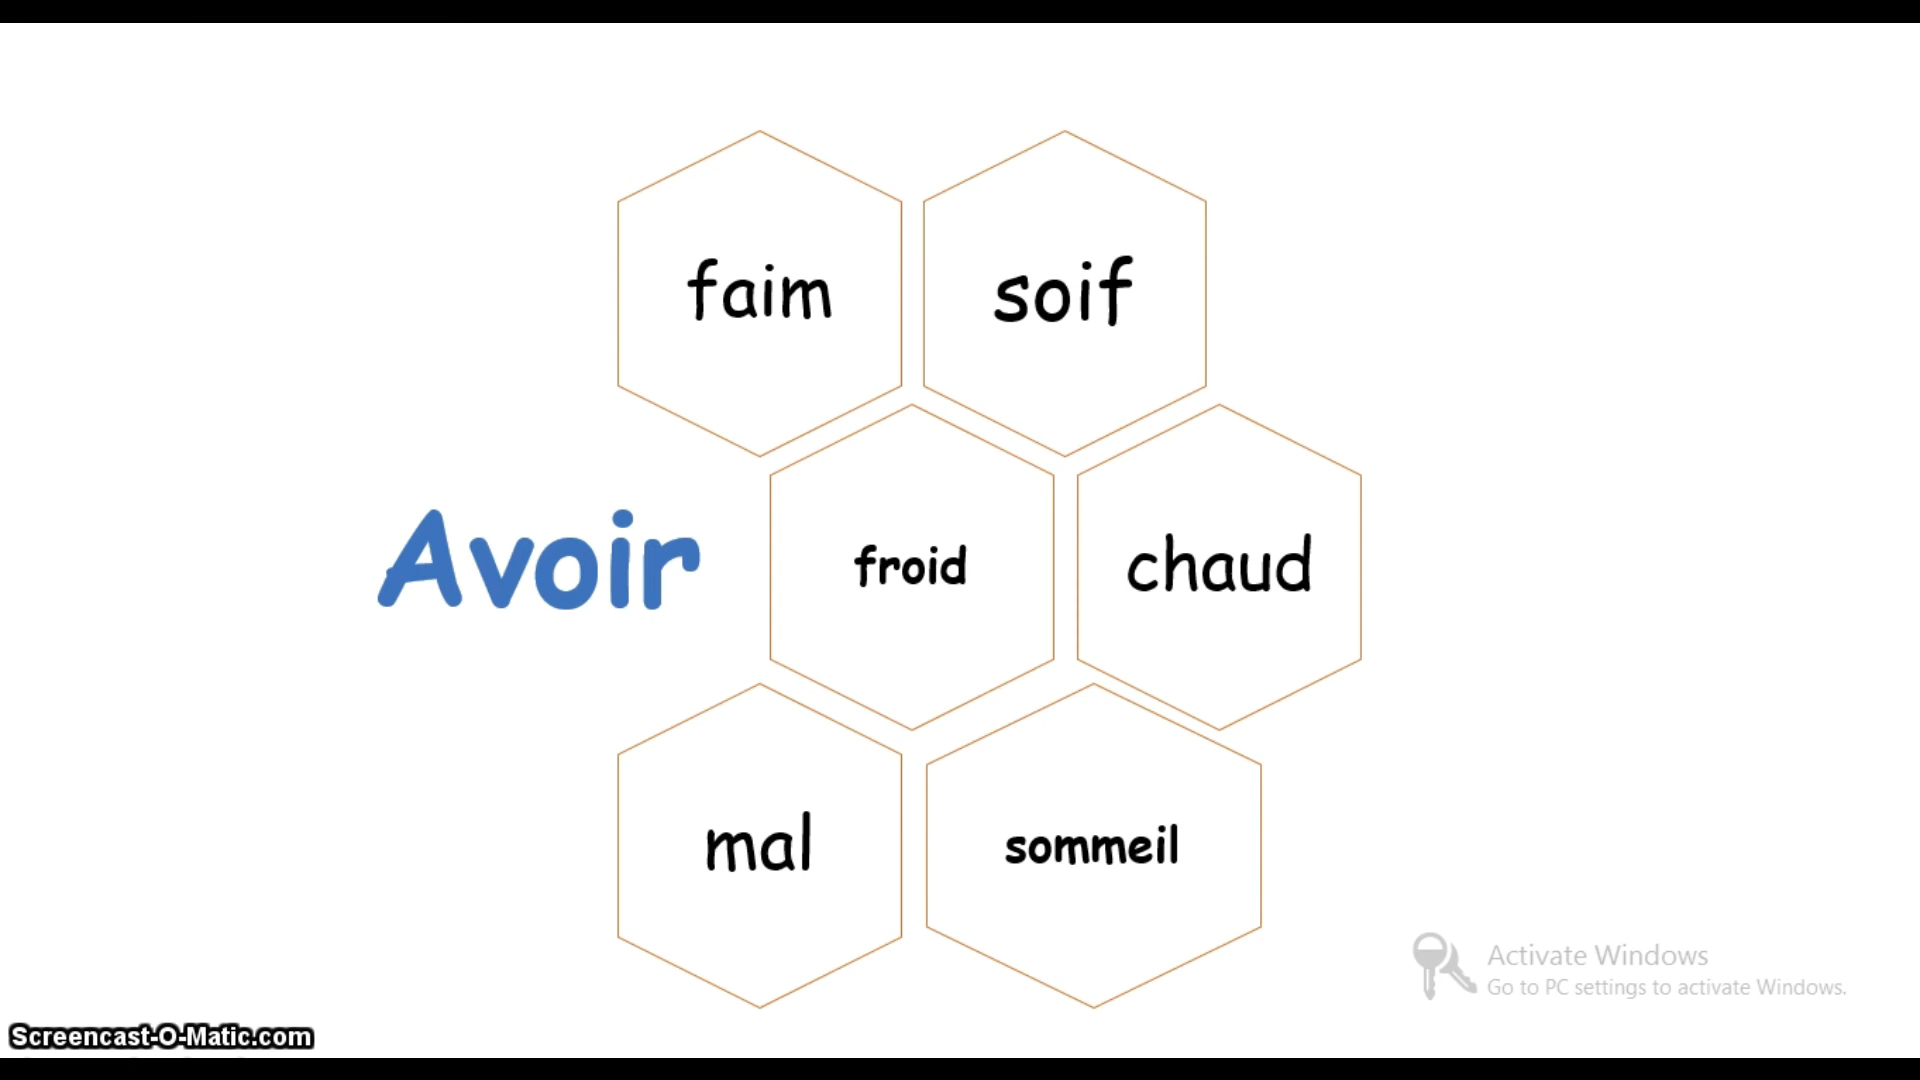 faim
soif
Avoir
froid
chaud
mal
sommeil
Activate Windows
Go to PC settings to activate Windows.
Screencast-O-Matic.com